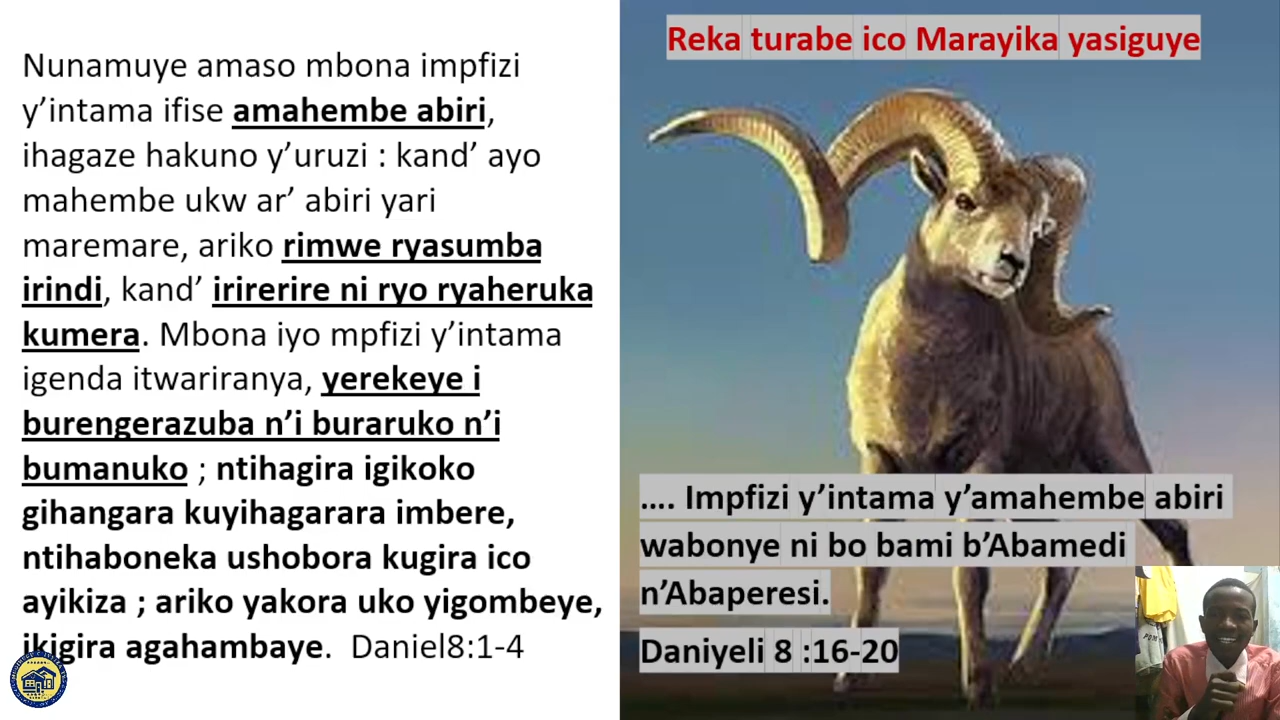 Nunamuye amaso mbona impfizi
y’intama ifise amahembe abiri,
ihagaze hakuno y’uruzi : kand’ ayo
mahembe ukw ar’ abiri yari
maremare, ariko rimwe ryasumba
irindi, kand’ irirerire ni ryo ryaheruka
kumera. Mbona iyo mpfizi y’intama
igenda itwariranya, yerekeye i
burengerazuba n’i buraruko n’i
bumanuko ; ntihagira igikoko
gihangara kuyihagarara imbere,
ntihaboneka ushobora kugira ico
ayikiza ; ariko yakora uko yigombeye,
ikigira agahambaye. Daniel8:1-4
Reka turabe ico Marayika yasiguye
.... Impfizi y’intama y’amahembe abiri
wabonye ni bo bami b’Abamedi
n’Abaperesi.
Daniyeli 8 :16-20